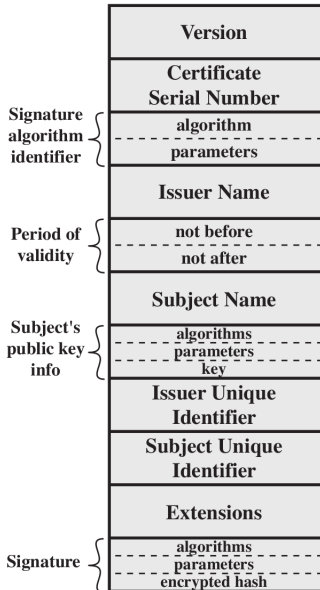 Version
Certificate
Serial Number
Signature
algorithm
identifier
algorithm
parameters
Issuer Name
Period of
validity
not before
not after
Subject Name
Subject's
public key
info
algorithms
parameters
key
Issuer Unique
Identifier
Subject Unique
Identifier
Extensions
Signature
algorithms
parameters
encrypted hash